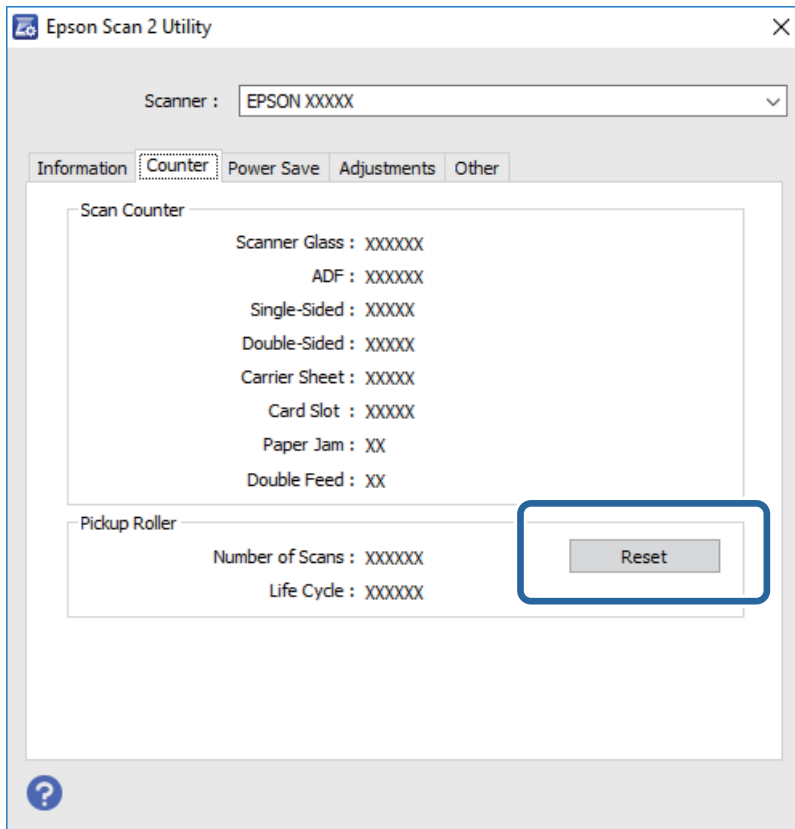 Epson Scan 2 Utility
Scanner : EPSON XXXXX
Information Counter Power Save Adjustments Other
Scan Counter
Scanner Glass : XXXXXX
ADF : XXXXXX
Single-Sided : XXXXX
Double-Sided : XXXXX
Carrier Sheet : XXXXX
Card Slot : XXXXX
Paper Jam : XX
Double Feed : XX
Pickup Roller
Number of Scans : XXXXXX Reset
Life Cycle : XXXXXX
?